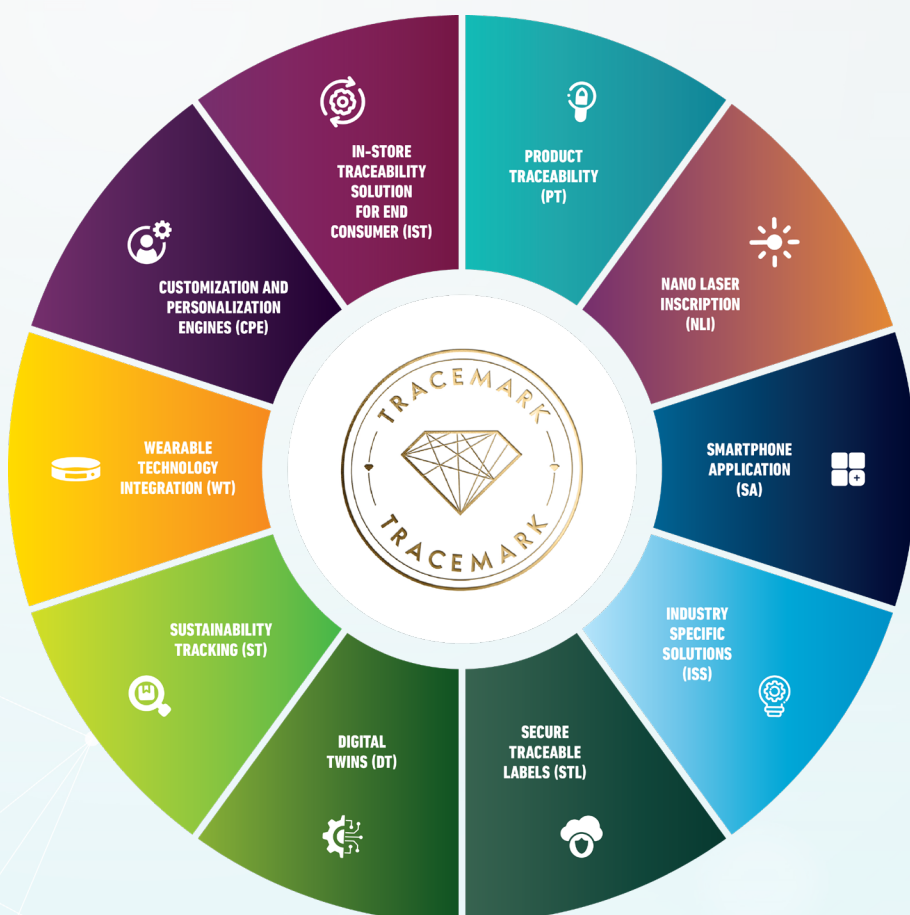 IN-STORE
TRACEABILITY
SOLUTION
FOR END
CONSUMER (IST)
PRODUCT
TRACEABILITY
(PT)
NANO LASER
INSCRIPTION
(NLI)
SMARTPHONE
APPLICATION
(SA)
INDUSTRY
SPECIFIC
SOLUTIONS
(ISS)
SECURE
TRACEABLE
LABELS (STL)
DIGITAL
TWINS (DT)
SUSTAINABILITY
TRACKING (ST)
WEARABLE
TECHNOLOGY
INTEGRATION (WT)
CUSTOMIZATION AND
PERSONALIZATION
ENGINES (CPE)
TRACEMARK
TRACEMARK